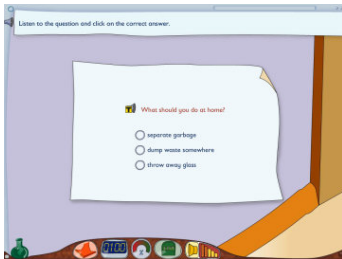 Listen to the question and click on the correct answer.
What should you do at home?
separate garbage
dump waste somewhere
throw away glass